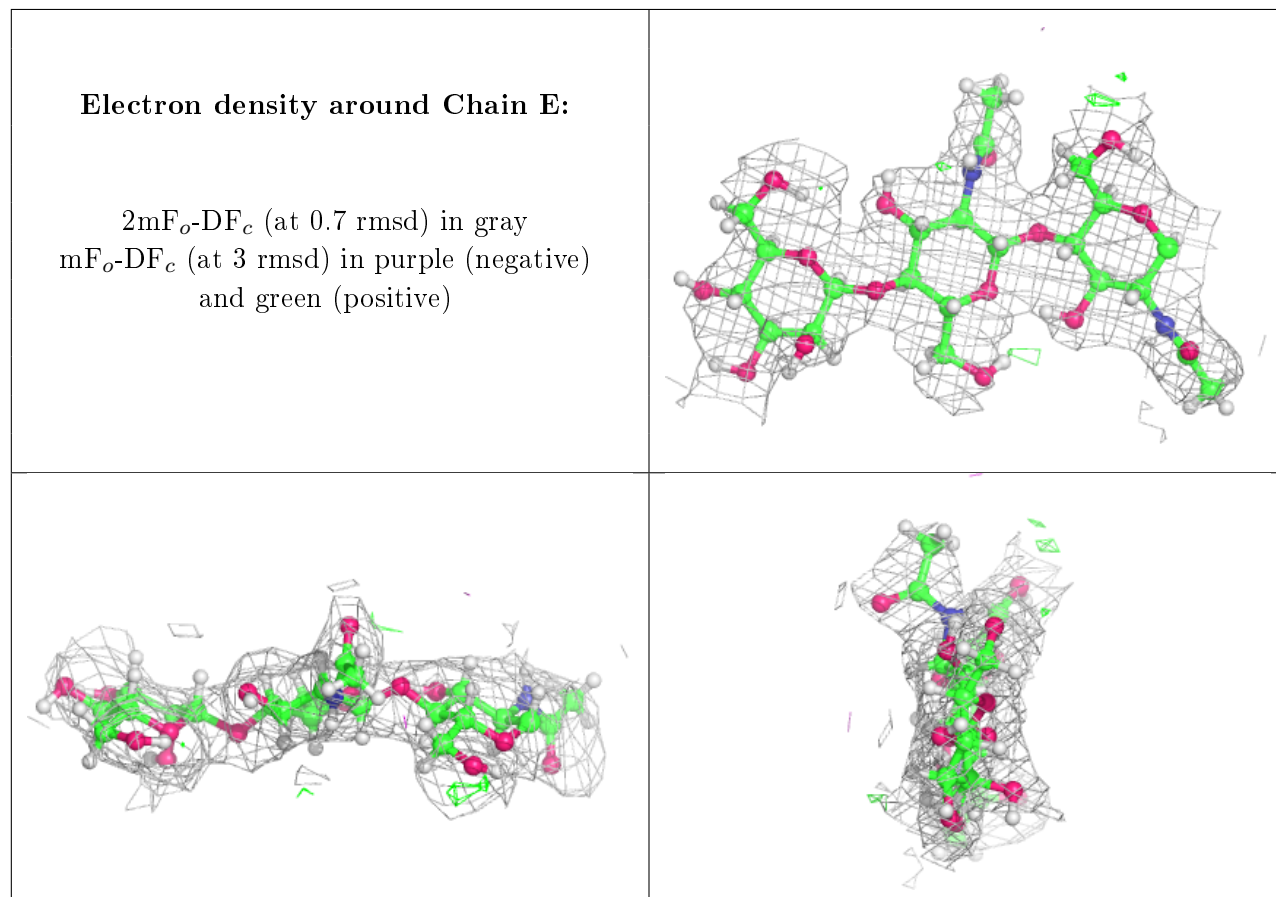 Electron density around Chain E:
2mFo-DFc (at 0.7 rmsd) in gray
mFo-DFc (at 3 rmsd) in purple (negative)
and green (positive)